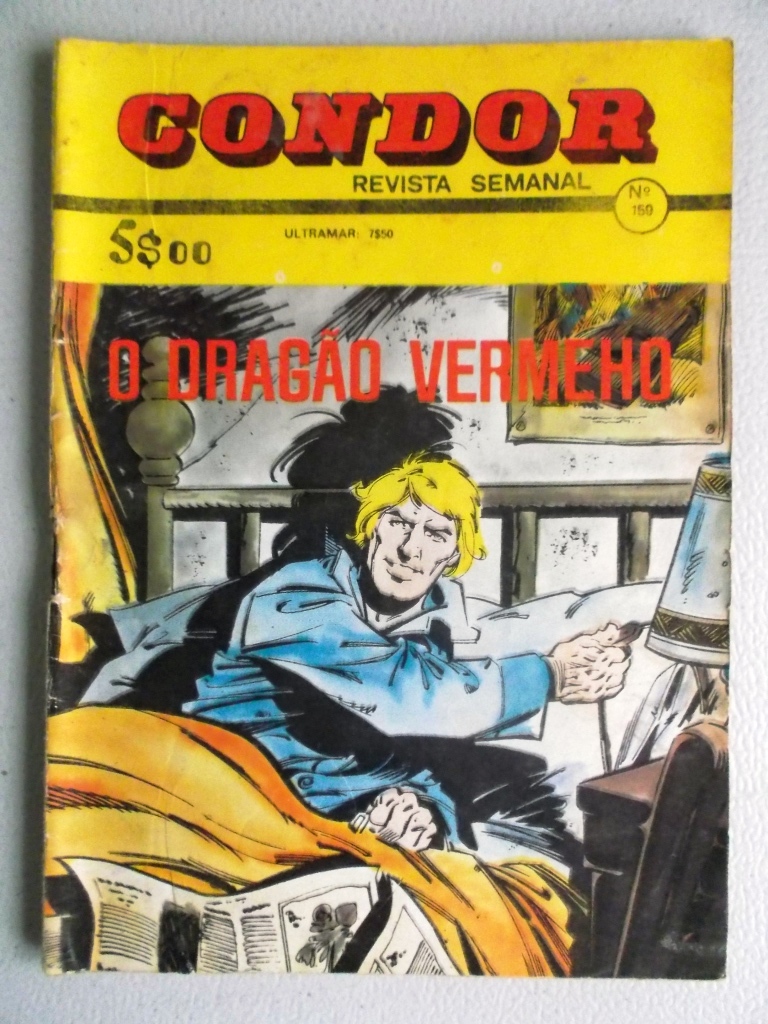 CONDOR
REVISTA SEMANAL
Nº
159
5$00
ULTRAMAR: 7$50
O DRAGÃO VERMEHO